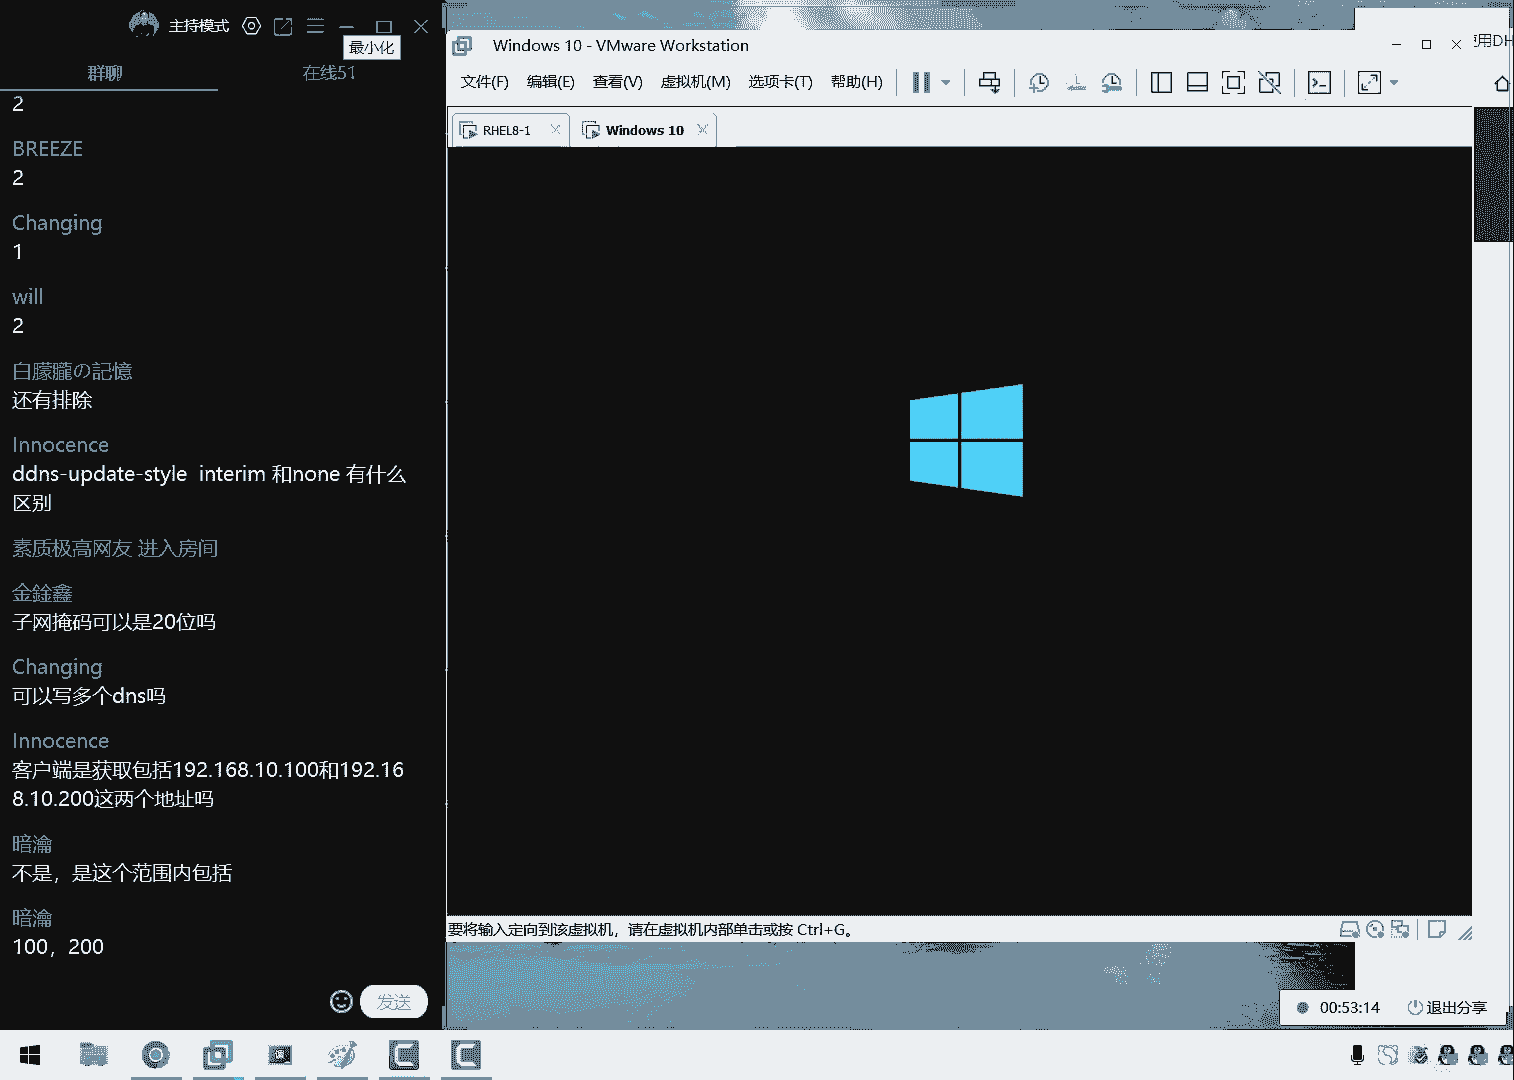 主持模式
最小化
群聊
在线51
2
BREEZE
2
Changing
1
will
2
白朦朧の記憶
还有排除
Innocence
ddns-update-style interim 和none 有什么
区别
素质极高网友 进入房间
金銓鑫
子网掩码可以是20位吗
Changing
可以写多个dns吗
Innocence
客户端是获取包括192.168.10.100和192.16
8.10.200这两个地址吗
暗瀹
不是，是这个范围内包括
暗瀹
100，200
发送
Windows 10 - VMware Workstation
用DH
文件(F) 编辑(E) 查看(V) 虚拟机(M) 选项卡(T) 帮助(H)
RHEL8-1
Windows 10
要将输入定向到该虚拟机，请在虚拟机内部单击或按 Ctrl+G。
00:53:14
退出分享